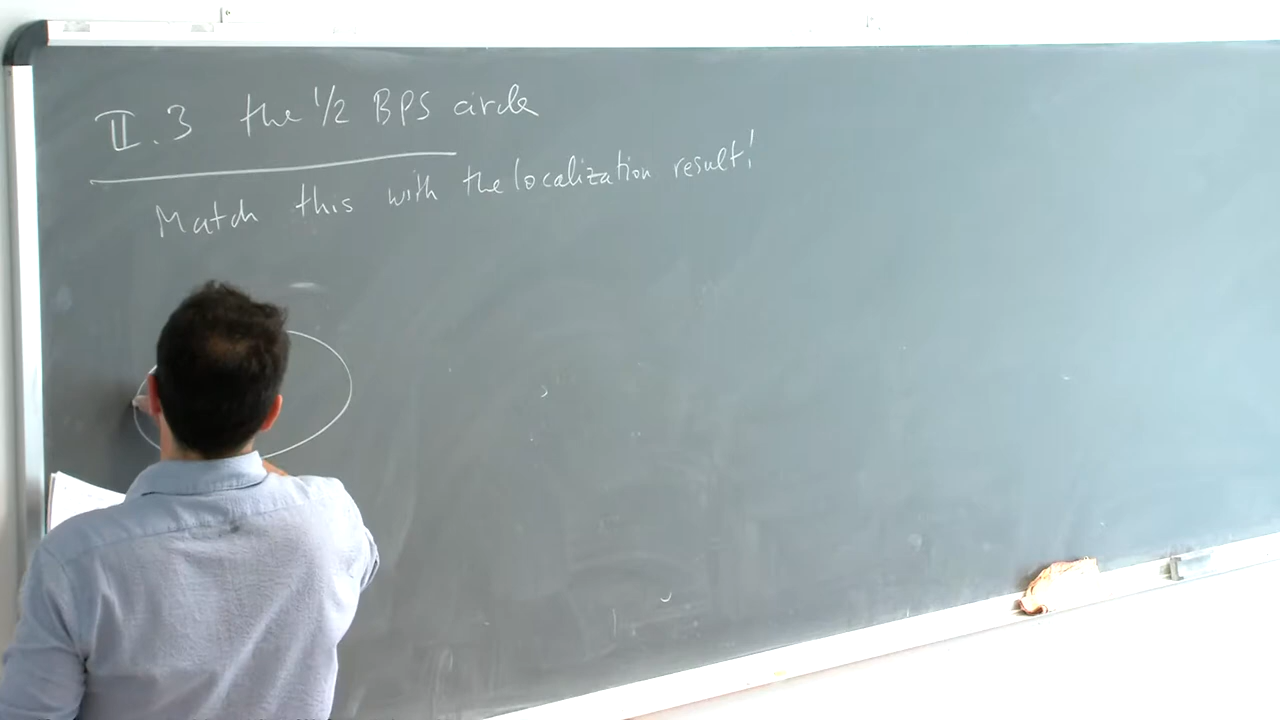 II.3 the 1/2 BPS circle
Match this with the localization result!